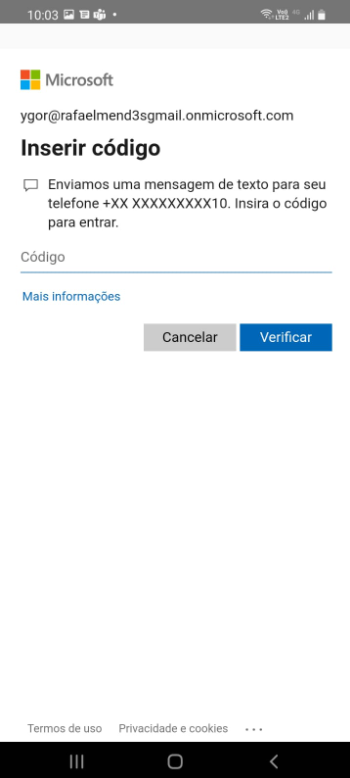 10:03
Microsoft
ygor@rafaelmend3sgmail.onmicrosoft.com
Inserir código
Enviamos uma mensagem de texto para seu
telefone +XX XXXXXXXXX10. Insira o código
para entrar.
Código
Mais informações
Cancelar Verificar
Termos de uso Privacidade e cookies ...